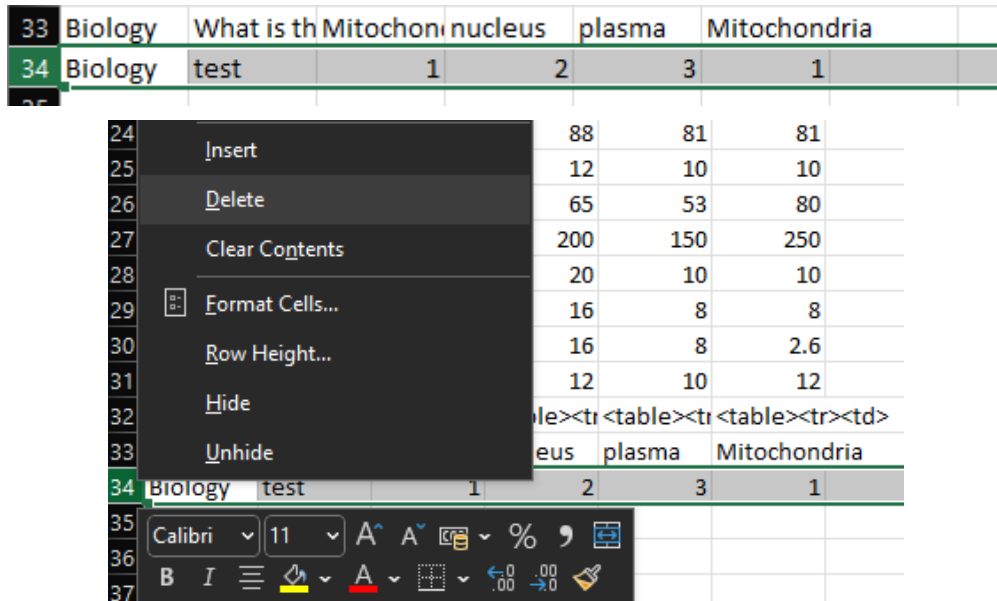 33 Biology What is th Mitochon nucleus plasma Mitochondria
34 Biology test 1 2 3 1
24 88 81 81
Insert
25 12 10 10
26 Delete 65 53 80
27 200 150 250
Clear Contents
28 20 10 10
29 Format Cells... 16 8 8
30 16 8 2.6
Row Height...
31 12 10 12
32 Hide le><tr <table><tr <table><tr><td>
33 Unhide eus plasma Mitochondria
34 Biology test 1 2 3 1
35
Calibri 11 A A % 9
36
B I A .00 .00
37